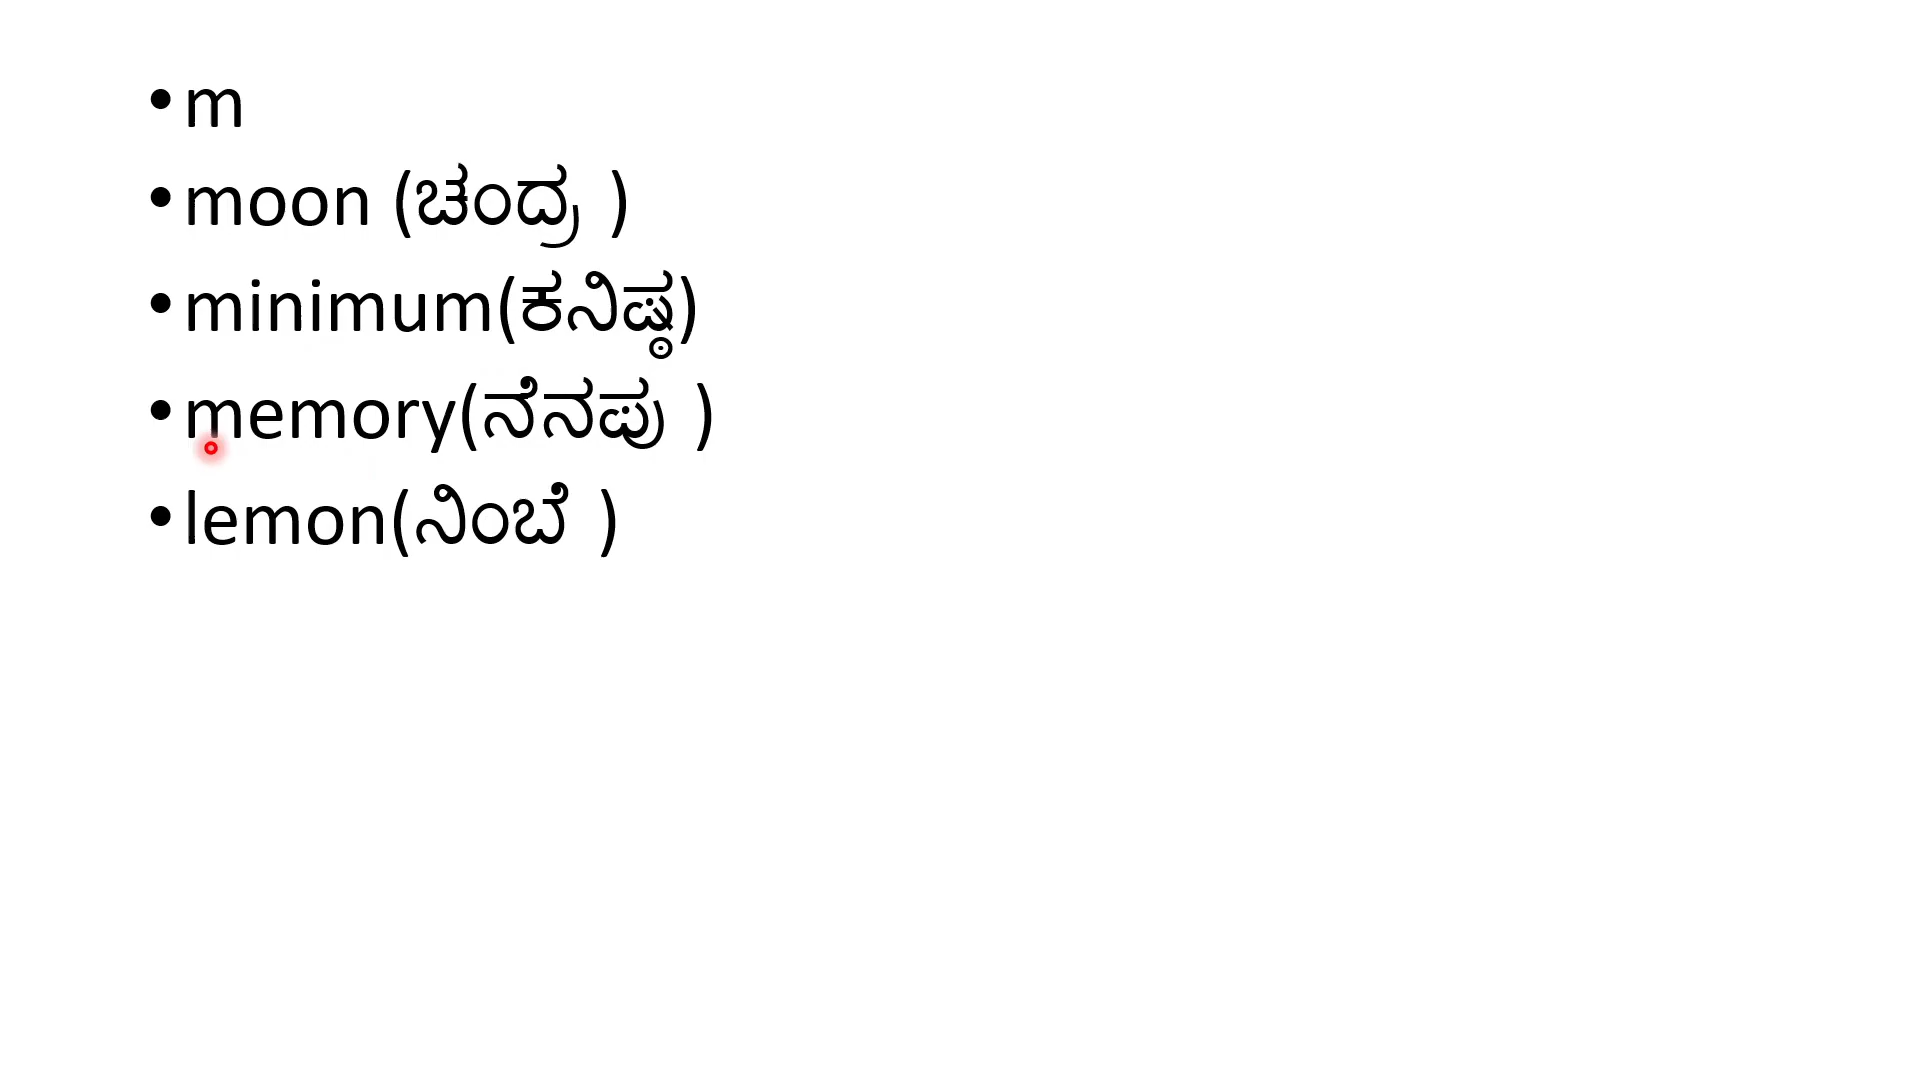 • m
• moon (ಚಂದ್ರ )
• minimum(ಕನಿಷ್ಠ)
• memory(ನೆನಪು )
• lemon(ನಿಂಬೆ )